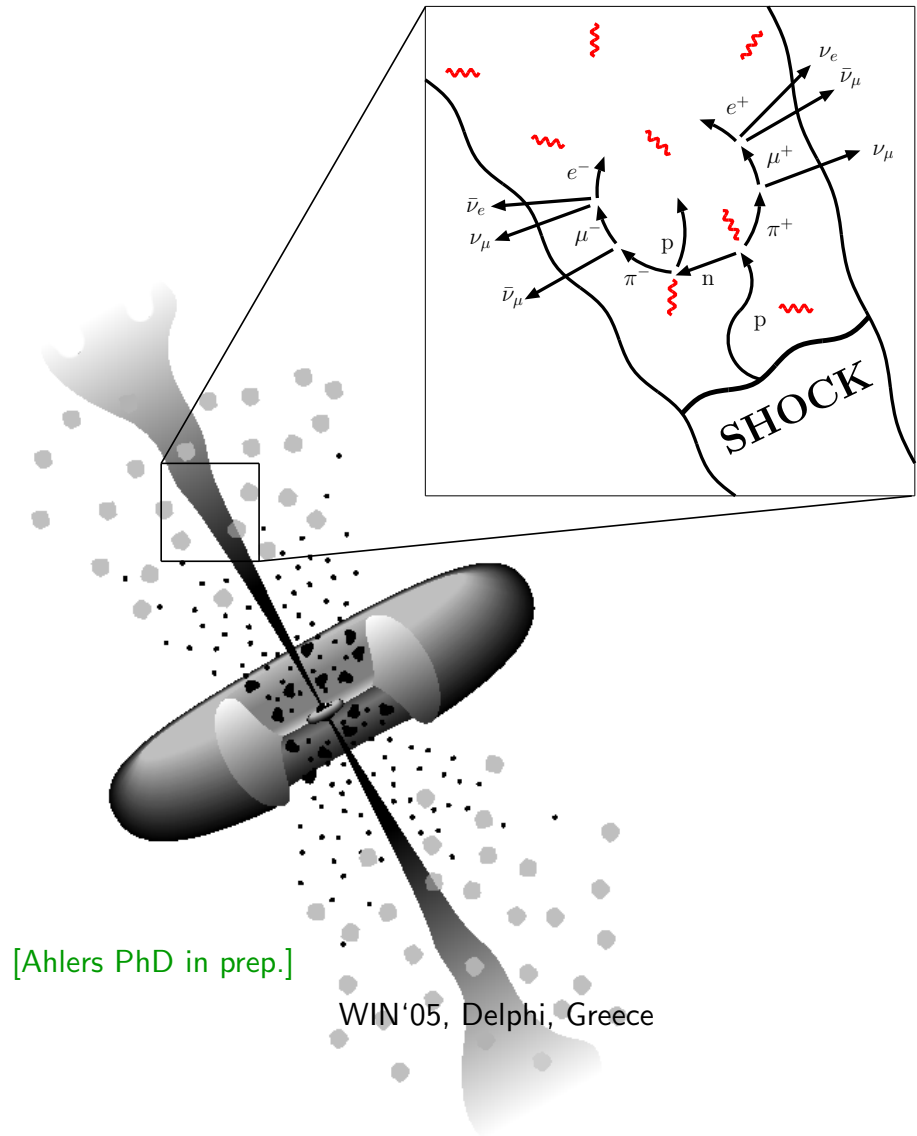 ν_e
ν̄_μ
e⁺
ν_μ
μ⁺
e⁻
ν̄_e
π⁺
ν_μ
μ⁻
p
π⁻
n
ν̄_μ
p
SHOCK
[Ahlers PhD in prep.]
WIN‘05, Delphi, Greece